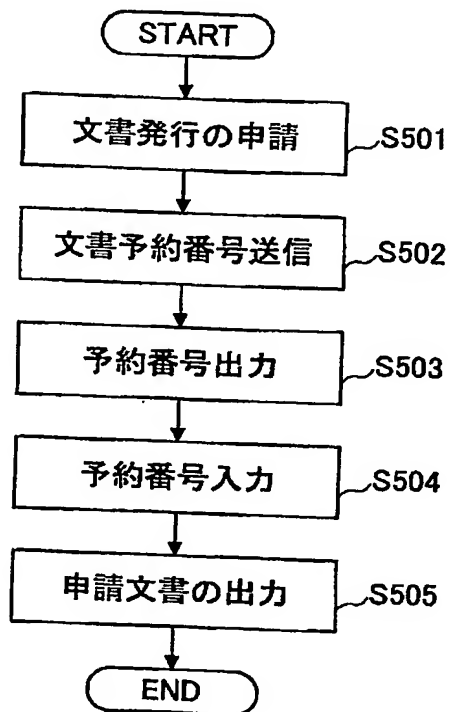 START
文書発行の申請
S501
文書予約番号送信
S502
予約番号出力
S503
予約番号入力
S504
申請文書の出力
S505
END